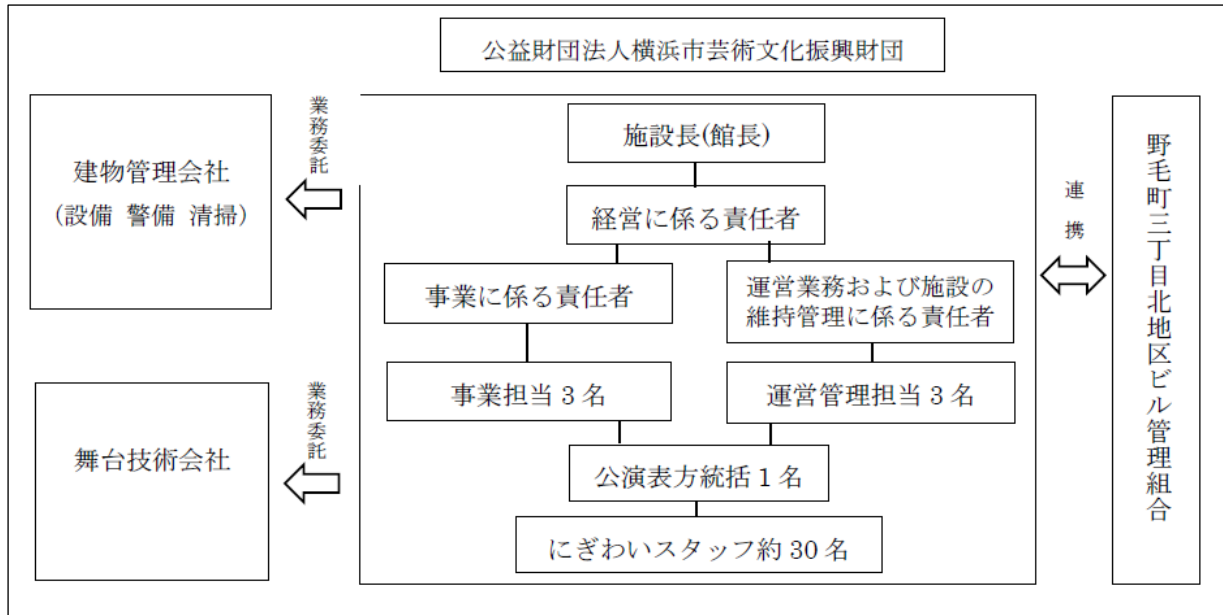 公益財団法人横浜市芸術文化振興財団
建物管理会社
(設備 警備 清掃)
業務委託
舞台技術会社
業務委託
施設長(館長)
経営に係る責任者
事業に係る責任者
運営業務および施設の
維持管理に係る責任者
事業担当 3 名
運営管理担当 3 名
公演表方統括 1 名
にぎわいスタッフ約 30 名
連携
野毛町三丁目北地区ビル管理組合